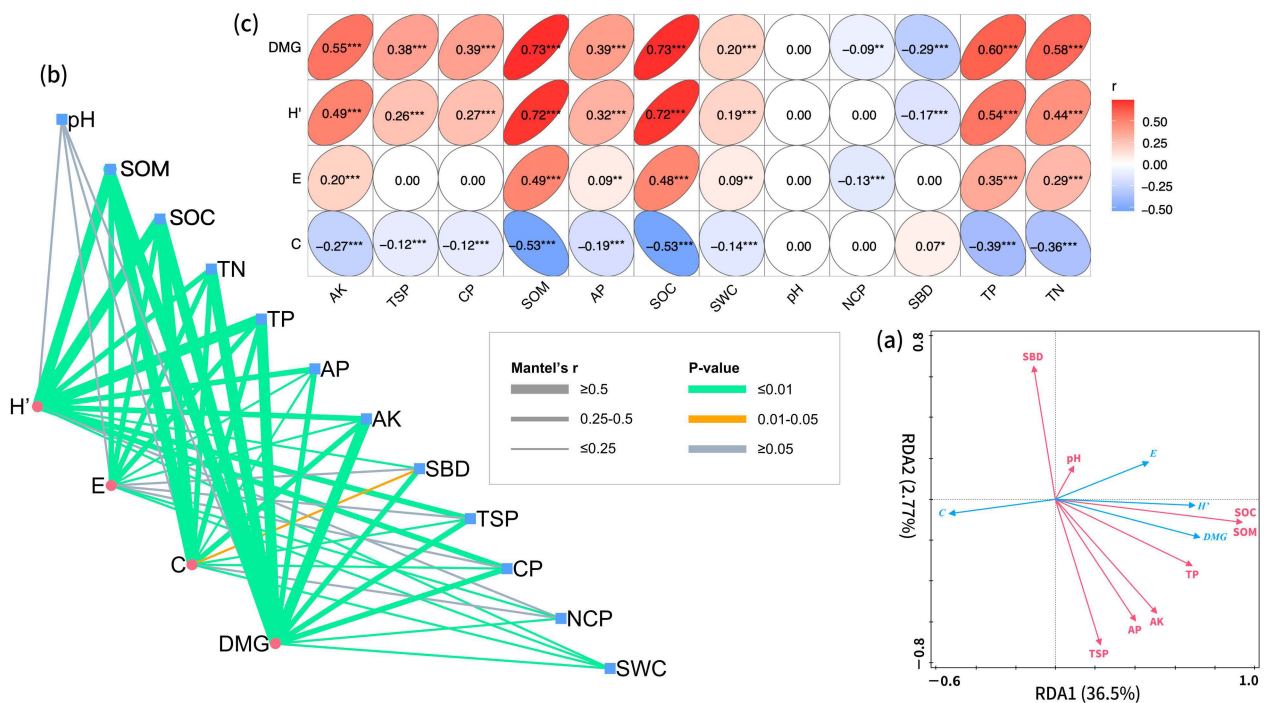 (c)
DMG 0.55*** 0.38*** 0.39*** 0.73*** 0.39*** 0.73*** 0.20*** 0.00 −0.09** −0.29*** 0.60*** 0.58***
H' 0.49*** 0.26*** 0.27*** 0.72*** 0.32*** 0.72*** 0.19*** 0.00 0.00 −0.17*** 0.54*** 0.44***
E 0.20*** 0.00 0.00 0.49*** 0.09** 0.48*** 0.09** 0.00 −0.13*** 0.00 0.35*** 0.29***
C −0.27*** −0.12*** −0.12*** −0.53*** −0.19*** −0.53*** −0.14*** 0.00 0.00 0.07* −0.39*** −0.36***
AK TSP CP SOM AP SOC SWC pH NCP SBD TP TN
r
0.50
0.25
0.00
−0.25
−0.50
(b)
pH
SOM
SOC
TN
TP
AP
AK
SBD
TSP
CP
NCP
SWC
H'
E
C
DMG
Mantel's r
≥0.5
0.25-0.5
≤0.25
P-value
≤0.01
0.01-0.05
≥0.05
(a)
0.8
RDA2 (2.77%)
−0.8
SBD
pH
E
C
H'
SOC
SOM
DMG
TP
AK
AP
TSP
−0.6
1.0
RDA1 (36.5%)